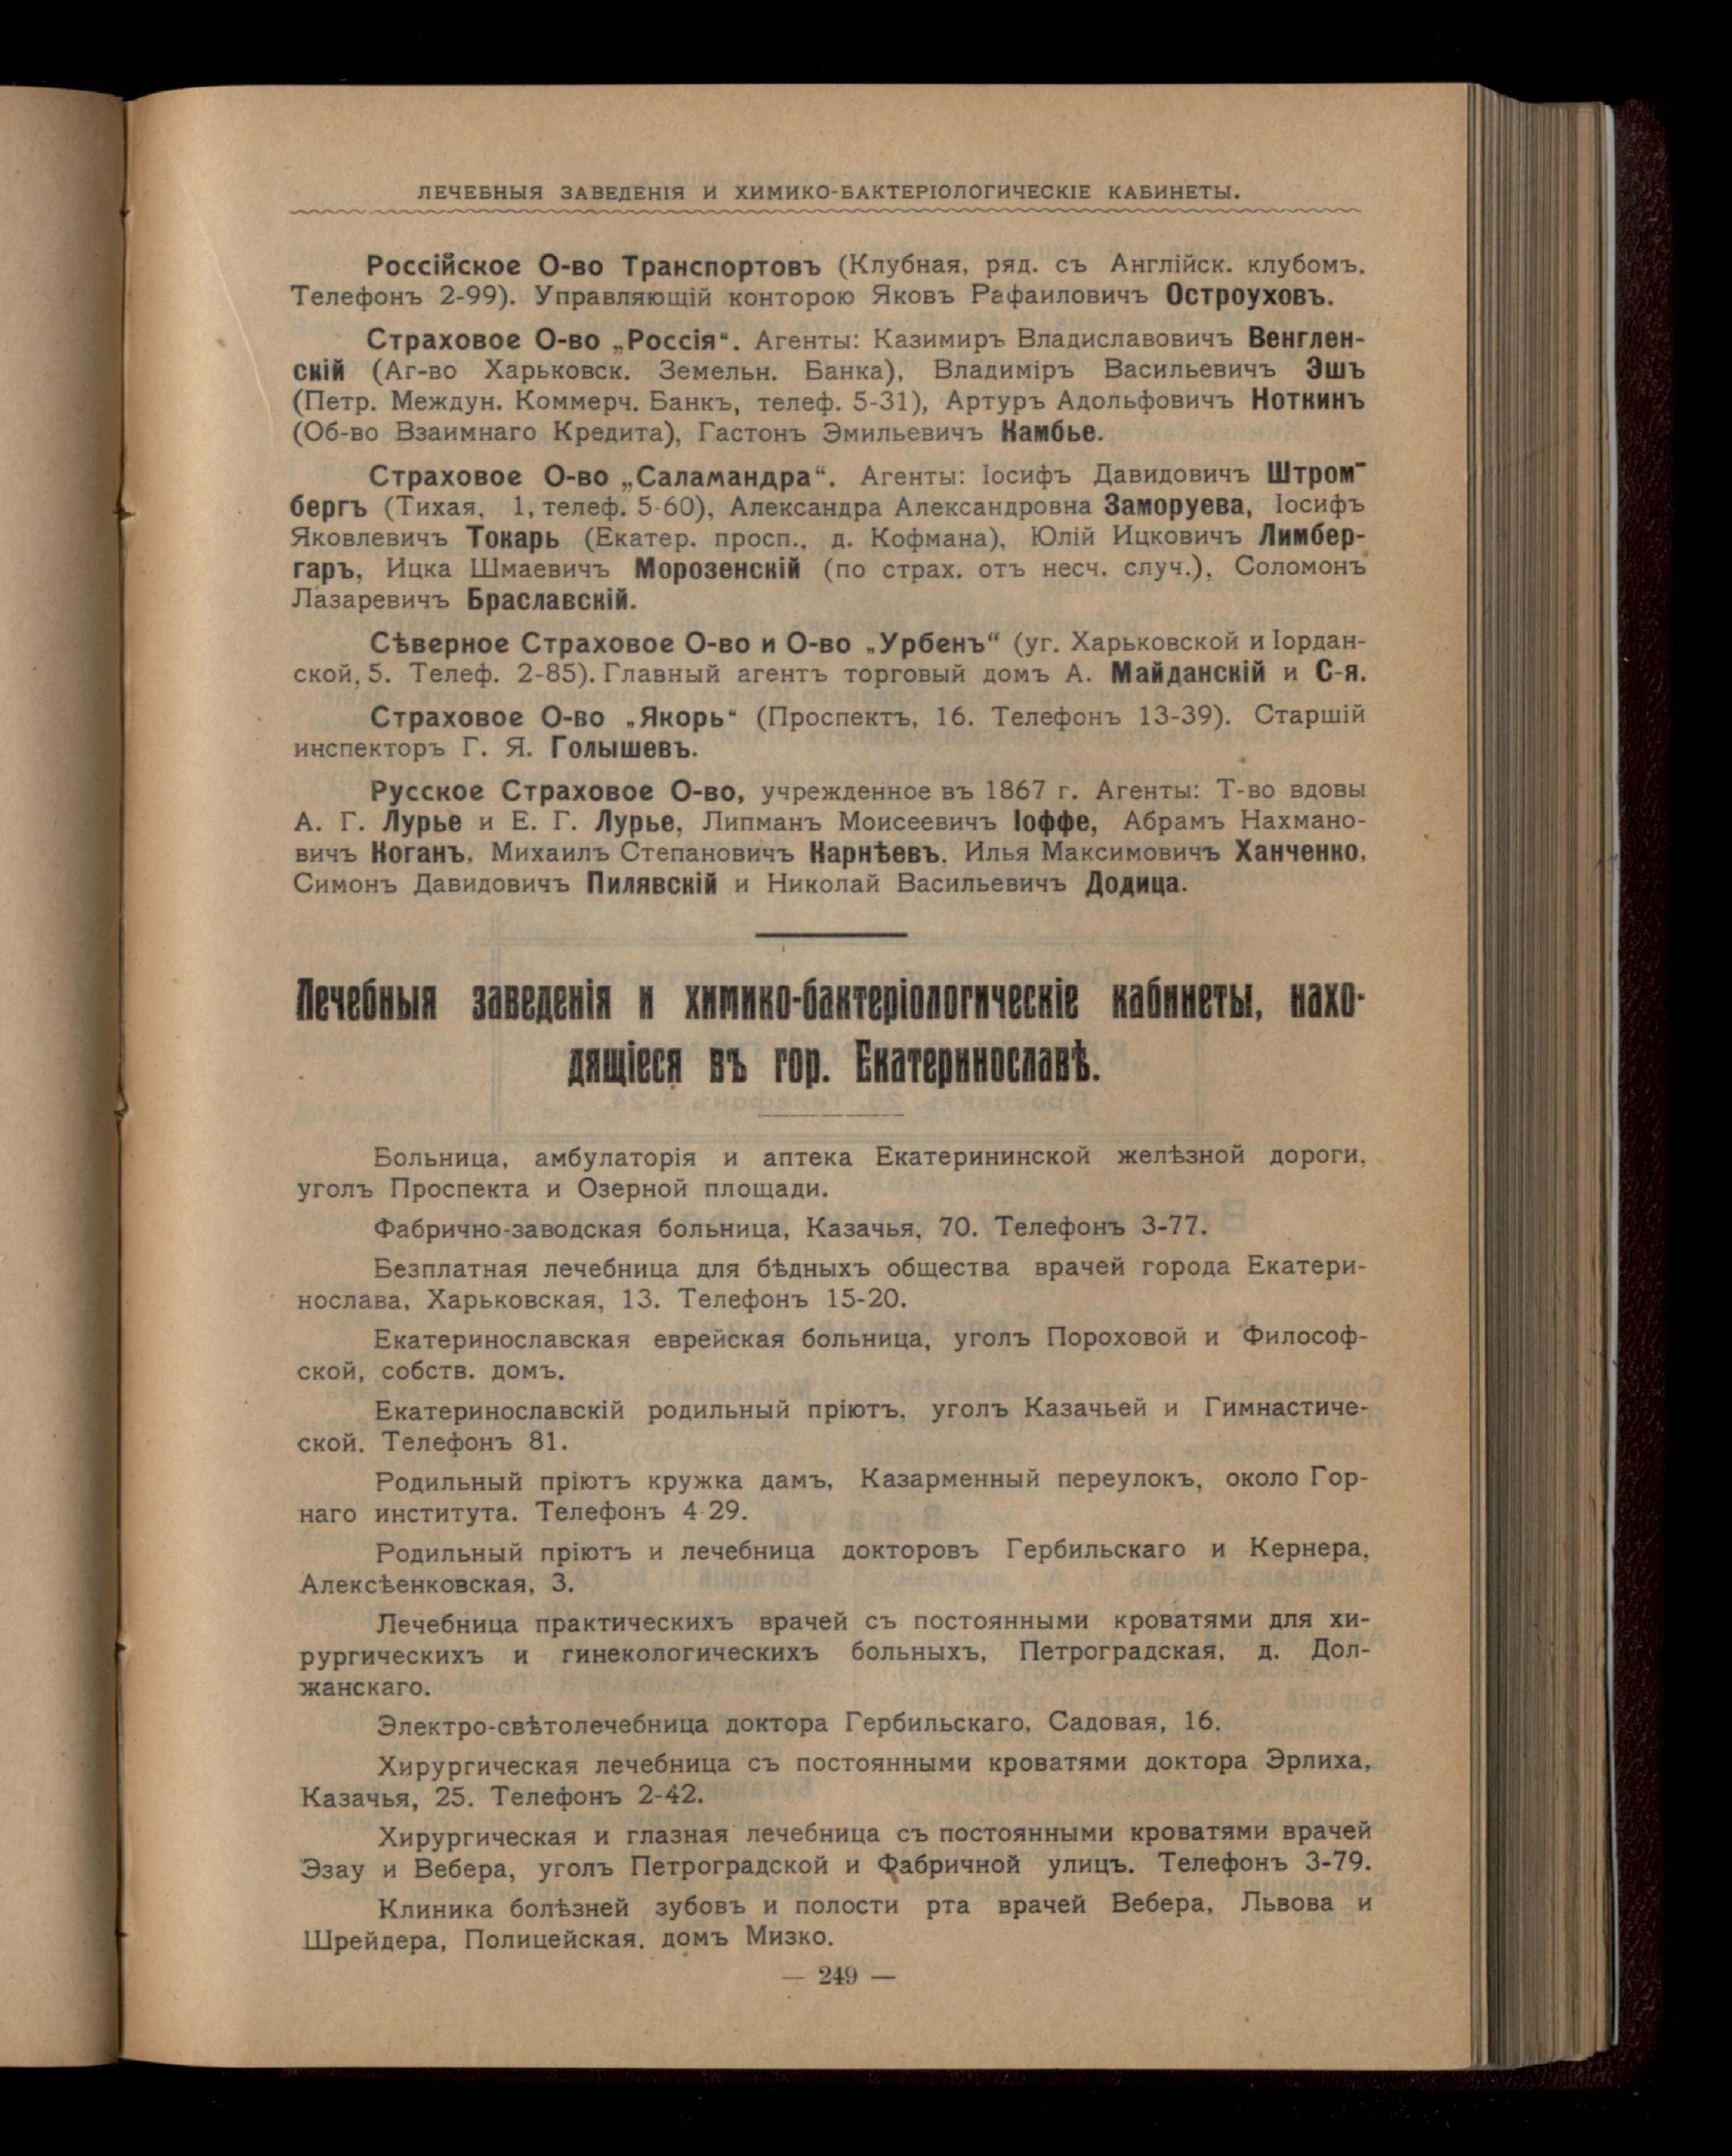 ЛЕЧЕБНЫЯ ЗАВЕДЕНІЯ И ХИМИКО-БАКТЕРІОЛОГИЧЕСКІЕ КАБИНЕТЫ.
Россійское О-во Транспортовъ (Клубная, ряд. съ Англійск. клубомъ.
Телефонъ 2-99). Управляющій конторою Яковъ Рафаиловичъ Остроуховъ.
Страховое О-во „Россія“. Агенты: Казимиръ Владиславовичъ Венглен-
скій (Аг-во Харьковск. Земельн. Банка), Владиміръ Васильевичъ Эшъ
(Петр. Междун. Коммерч. Банкъ, телеф. 5-31), Артуръ Адольфовичъ Ноткинъ
(Об-во Взаимнаго Кредита), Гастонъ Эмильевичъ Камбье.
Страховое О-во „Саламандра“. Агенты: Іосифъ Давидовичъ Штром-
бергъ (Тихая, 1, телеф. 5-60), Александра Александровна Заморуева, Іосифъ
Яковлевичъ Токарь (Екатер. просп., д. Кофмана), Юлій Ицковичъ Лимбер-
гаръ, Ицка Шмаевичъ Морозенскій (по страх. отъ несч. случ.), Соломонъ
Лазаревичъ Браславскій.
Сѣверное Страховое О-во и О-во „Урбенъ“ (уг. Харьковской и Іордан-
ской, 5. Телеф. 2-85). Главный агентъ торговый домъ А. Майданскій и С-я.
Страховое О-во „Якорь“ (Проспектъ, 16. Телефонъ 13-39). Старшій
инспекторъ Г. Я. Голышевъ.
Русское Страховое О-во, учрежденное въ 1867 г. Агенты: Т-во вдовы
А. Г. Лурье и Е. Г. Лурье, Липманъ Моисеевичъ Іоффе, Абрамъ Нахмано-
вичъ Коганъ, Михаилъ Степановичъ Карнѣевъ, Илья Максимовичъ Ханченко,
Симонъ Давидовичъ Пилявскій и Николай Васильевичъ Додица.
Лечебныя заведенія и химико-бактеріологическіе кабинеты, нахо-
дящіеся въ гор. Екатеринославѣ.
Больница, амбулаторія и аптека Екатерининской желѣзной дороги,
уголъ Проспекта и Озерной площади.
Фабрично-заводская больница, Казачья, 70. Телефонъ 3-77.
Безплатная лечебница для бѣдныхъ общества врачей города Екатери-
нослава, Харьковская, 13. Телефонъ 15-20.
Екатеринославская еврейская больница, уголъ Пороховой и Философ-
ской, собств. домъ.
Екатеринославскій родильный пріютъ, уголъ Казачьей и Гимнастиче-
ской. Телефонъ 81.
Родильный пріютъ кружка дамъ, Казарменный переулокъ, около Гор-
наго института. Телефонъ 4-29.
Родильный пріютъ и лечебница докторовъ Гербильскаго и Кернера,
Алексѣенковская, 3.
Лечебница практическихъ врачей съ постоянными кроватями для хи-
рургическихъ и гинекологическихъ больныхъ, Петроградская, д. Дол-
жанскаго.
Электро-свѣтолечебница доктора Гербильскаго, Садовая, 16.
Хирургическая лечебница съ постоянными кроватями доктора Эрлиха,
Казачья, 25. Телефонъ 2-42.
Хирургическая и глазная лечебница съ постоянными кроватями врачей
Эзау и Вебера, уголъ Петроградской и Фабричной улицъ. Телефонъ 3-79.
Клиника болѣзней зубовъ и полости рта врачей Вебера, Львова и
Шрейдера, Полицейская, домъ Мизко.
— 249 —